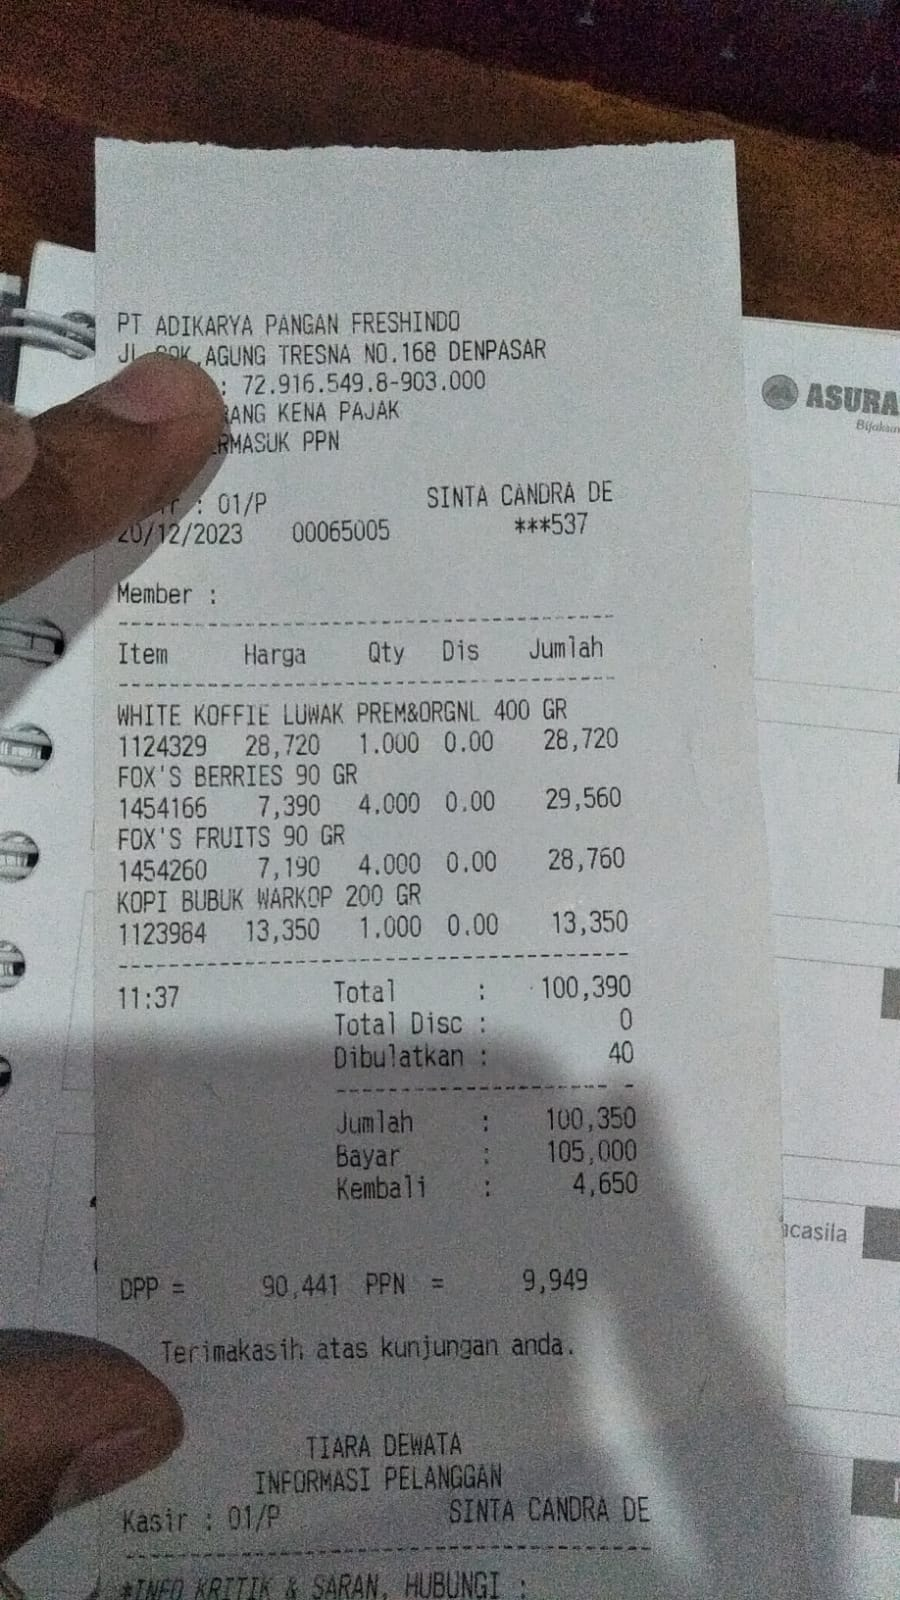 PT ADIKARYA PANGAN FRESHINDO
JL AGUNG TRESNA NO.168 DENPASAR
: 72.916.549.8-903.000
KENA PAJAK
PPN
: 01/P SINTA CANDRA DE
20/12/2023 00065005 ***537
Member :
Item Harga Qty Dis Jumlah
WHITE KOFFIE LUWAK PREM&ORGNL 400 GR
1124329 28,720 1.000 0.00 28,720
FOX'S BERRIES 90 GR
1454166 7,390 4.000 0.00 29,560
FOX'S FRUITS 90 GR
1454260 7,190 4.000 0.00 28,760
KOPI BUBUK WARKOP 200 GR
1123984 13,350 1.000 0.00 13,350
11:37 Total : 100,390
Total Disc : 0
Dibulatkan : 40
Jumlah : 100,350
Bayar : 105,000
Kembali : 4,650
DPP = 90,441 PPN = 9,949
Terimakasih atas kunjungan anda.
TIARA DEWATA
INFORMASI PELANGGAN
Kasir : 01/P SINTA CANDRA DE
*INFO KRITIK & SARAN, HUBUNGI :
ASURA